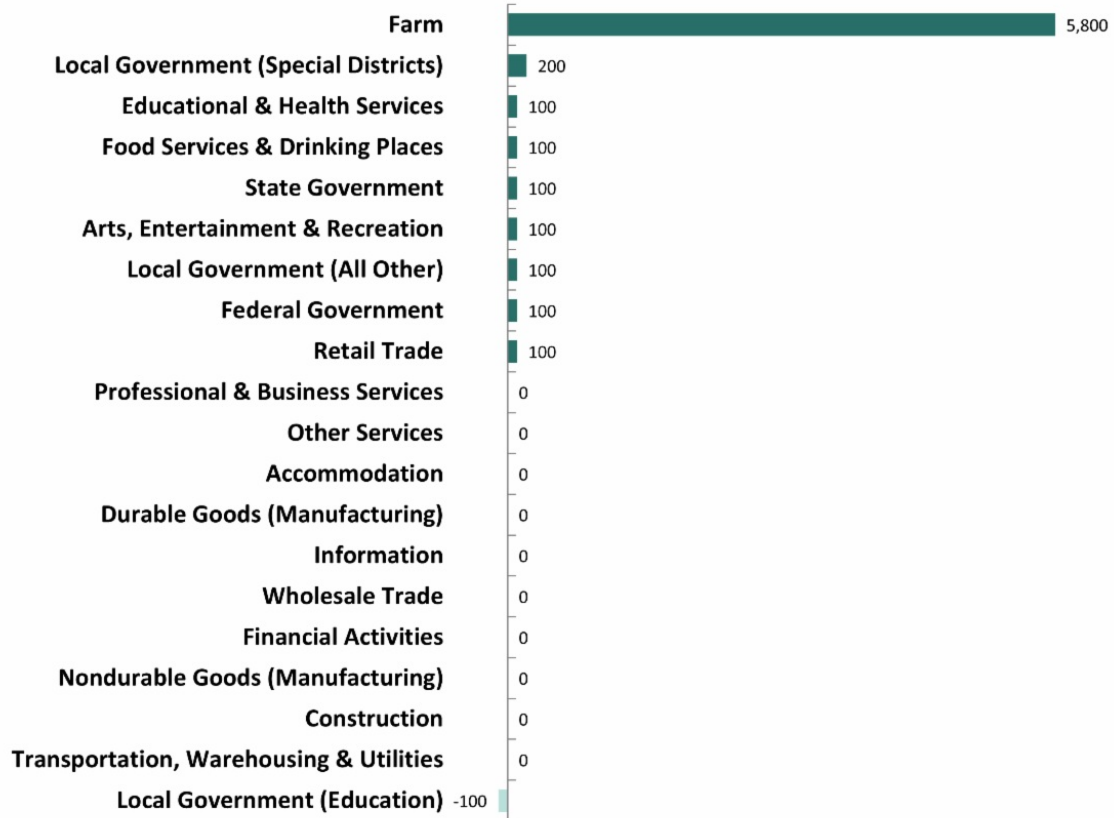 Farm 5,800
Local Government (Special Districts) 200
Educational & Health Services 100
Food Services & Drinking Places 100
State Government 100
Arts, Entertainment & Recreation 100
Local Government (All Other) 100
Federal Government 100
Retail Trade 100
Professional & Business Services 0
Other Services 0
Accommodation 0
Durable Goods (Manufacturing) 0
Information 0
Wholesale Trade 0
Financial Activities 0
Nondurable Goods (Manufacturing) 0
Construction 0
Transportation, Warehousing & Utilities 0
Local Government (Education) -100